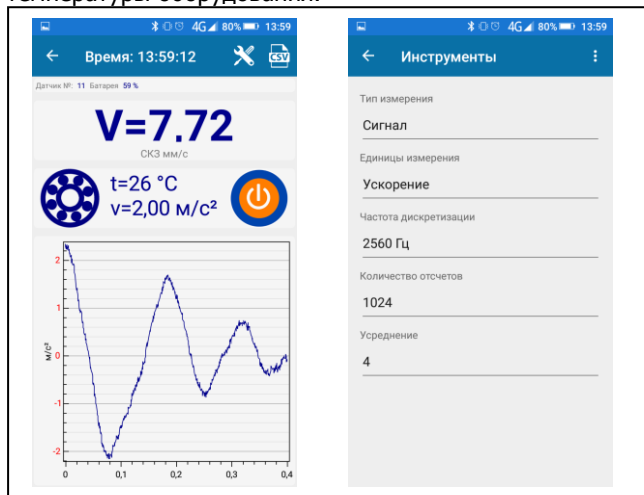 температуры оборудования.
4G 80% 13:59
Время: 13:59:12
CSV
Датчик №: 11 Батарея 59 %
V=7.72
СКЗ мм/с
t=26 °C
v=2,00 м/с²
м/с²
2
1
0
-1
-2
0 0,1 0,2 0,3 0,4
4G 80% 13:59
Инструменты
Тип измерения
Сигнал
Единицы измерения
Ускорение
Частота дискретизации
2560 Гц
Количество отсчетов
1024
Усреднение
4